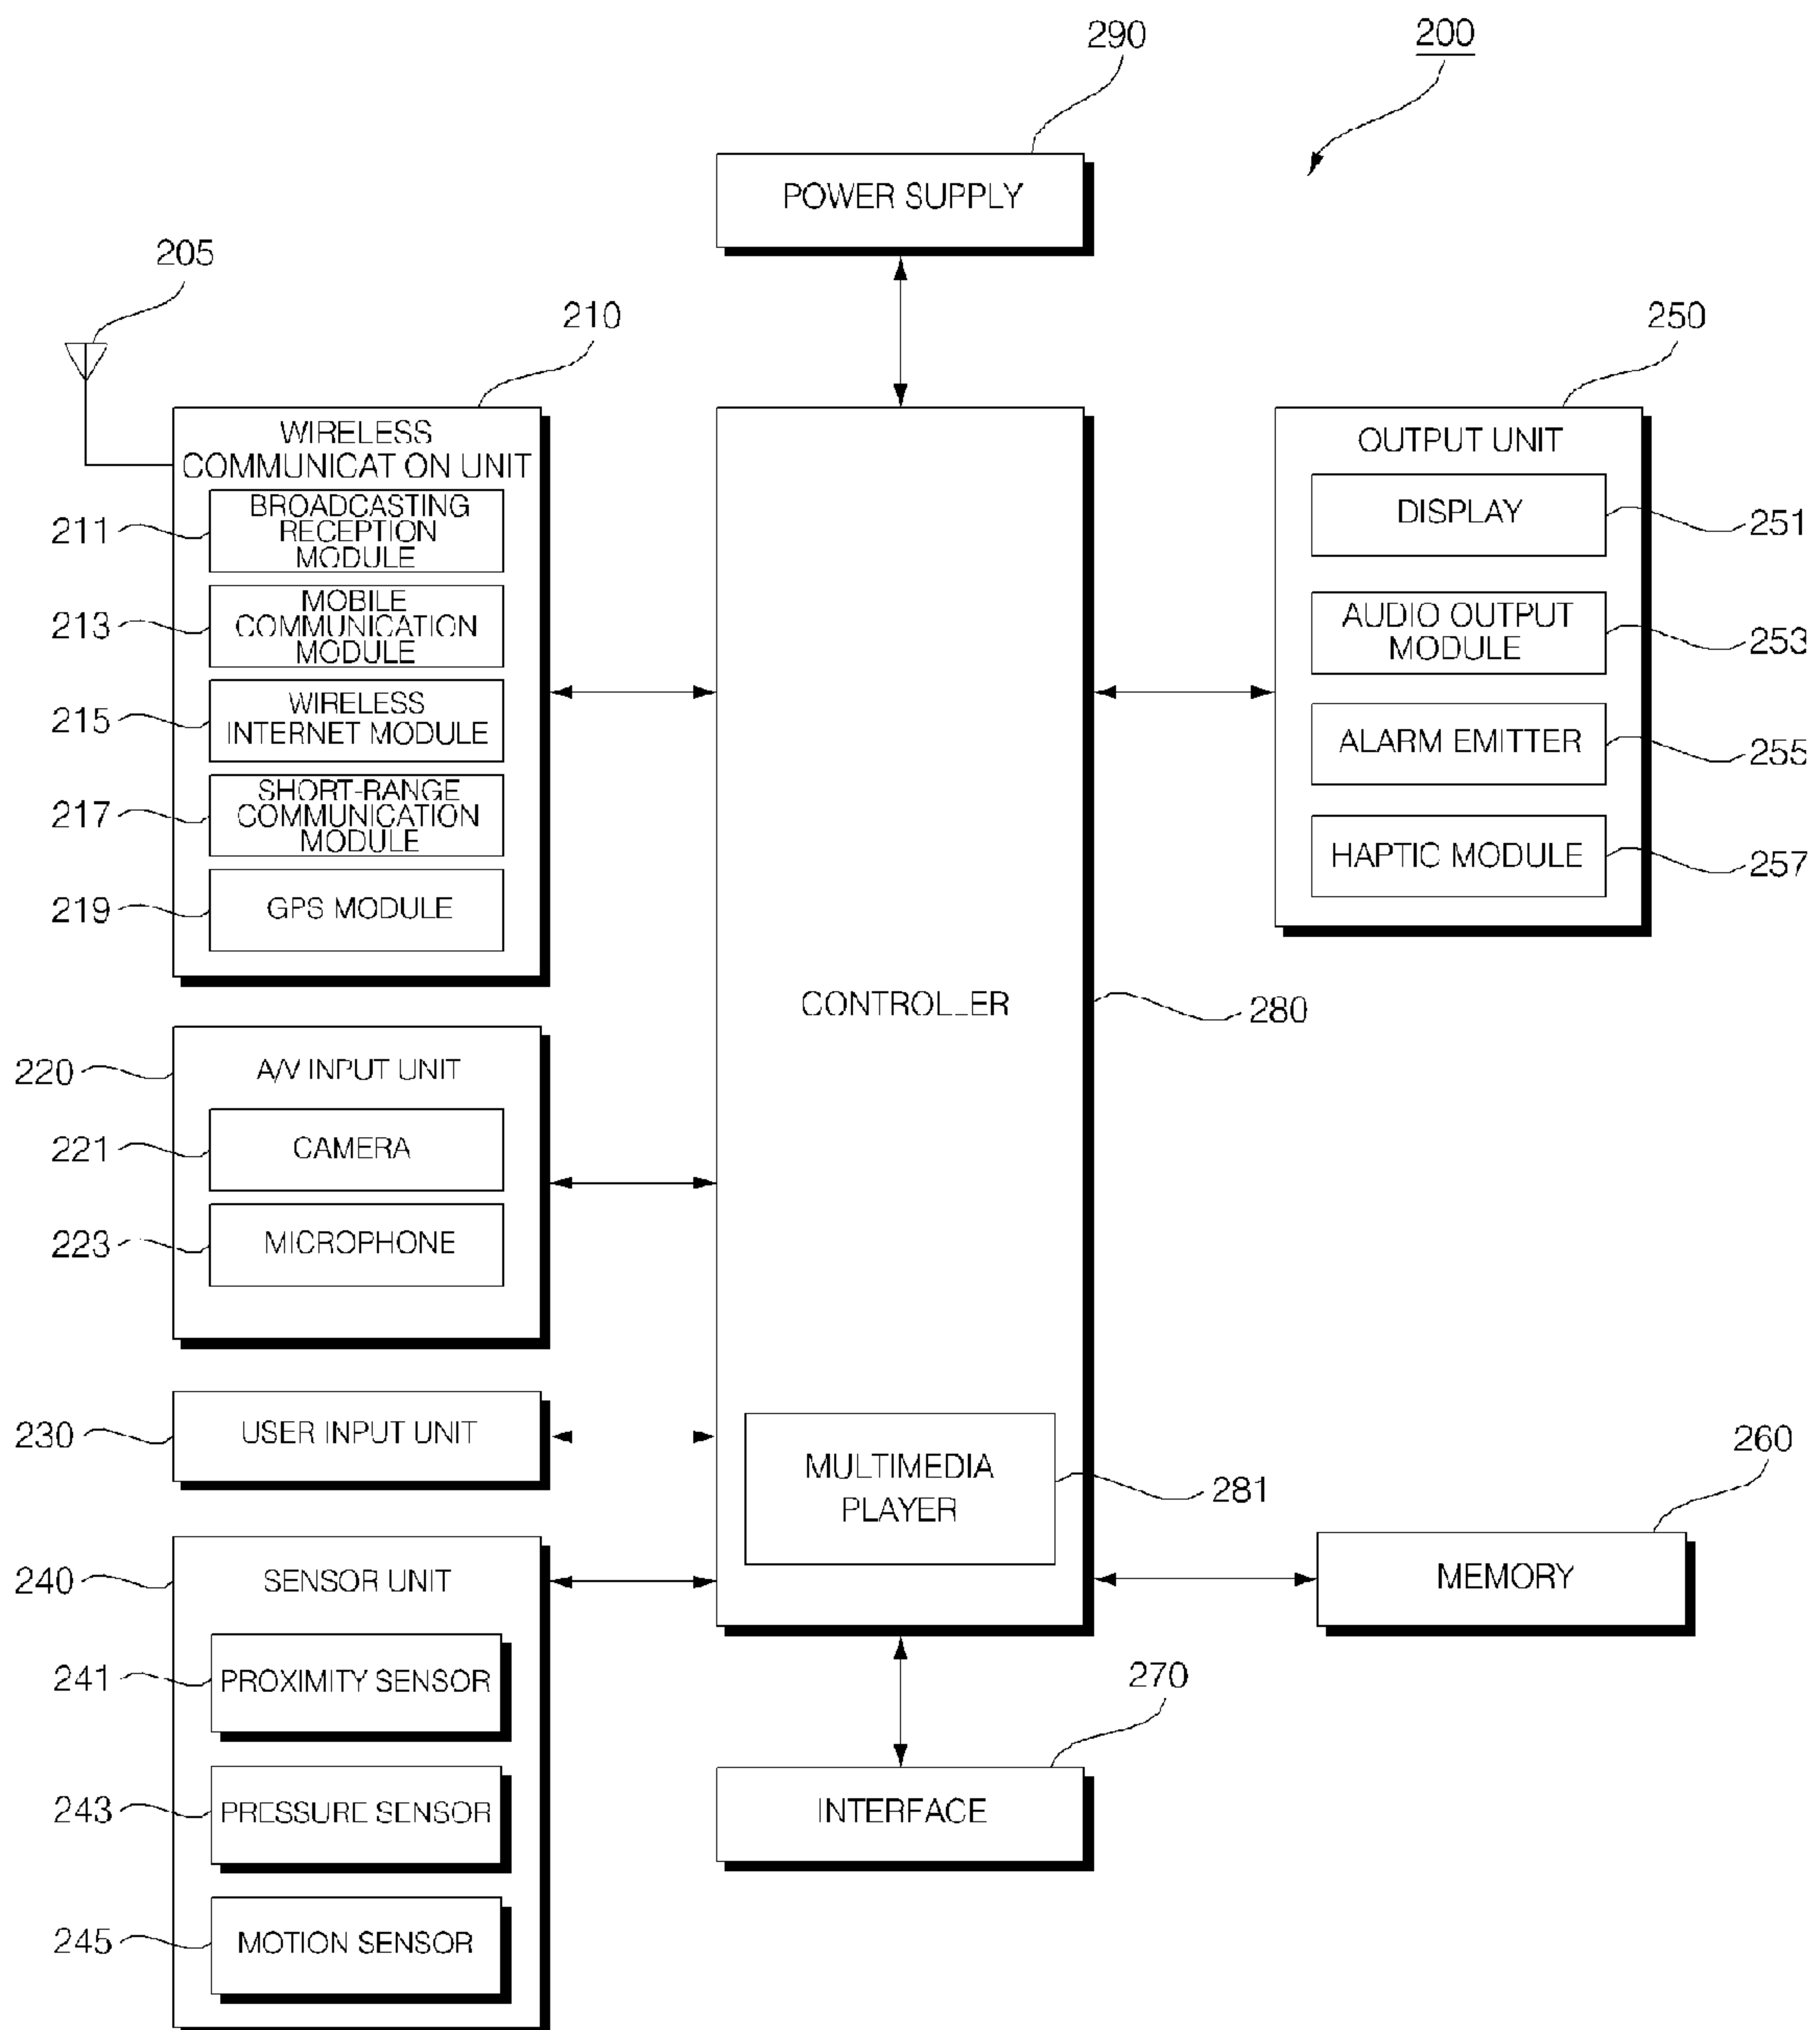 290
200
POWER SUPPLY
205
210
250
WIRELESS
COMMUNICAT ON UNIT
OUTPUT UNIT
BROADCASTING
RECEPTION
MODULE
211
DISPLAY
251
MOBILE
COMMUNICATION
MODULE
213
AUDIO OUTPUT
MODULE
253
WIRELESS
INTERNET MODULE
215
ALARM EMITTER
255
SHORT-RANGE
COMMUNICATION
MODULE
217
HAPTIC MODULE
257
219
GPS MODULE
CONTROLLER
280
220
A/V INPUT UNIT
221
CAMERA
223
MICROPHONE
230
USER INPUT UNIT
MULTIMEDIA
PLAYER
281
260
240
SENSOR UNIT
MEMORY
241
PROXIMITY SENSOR
270
243
PRESSURE SENSOR
INTERFACE
245
MOTION SENSOR